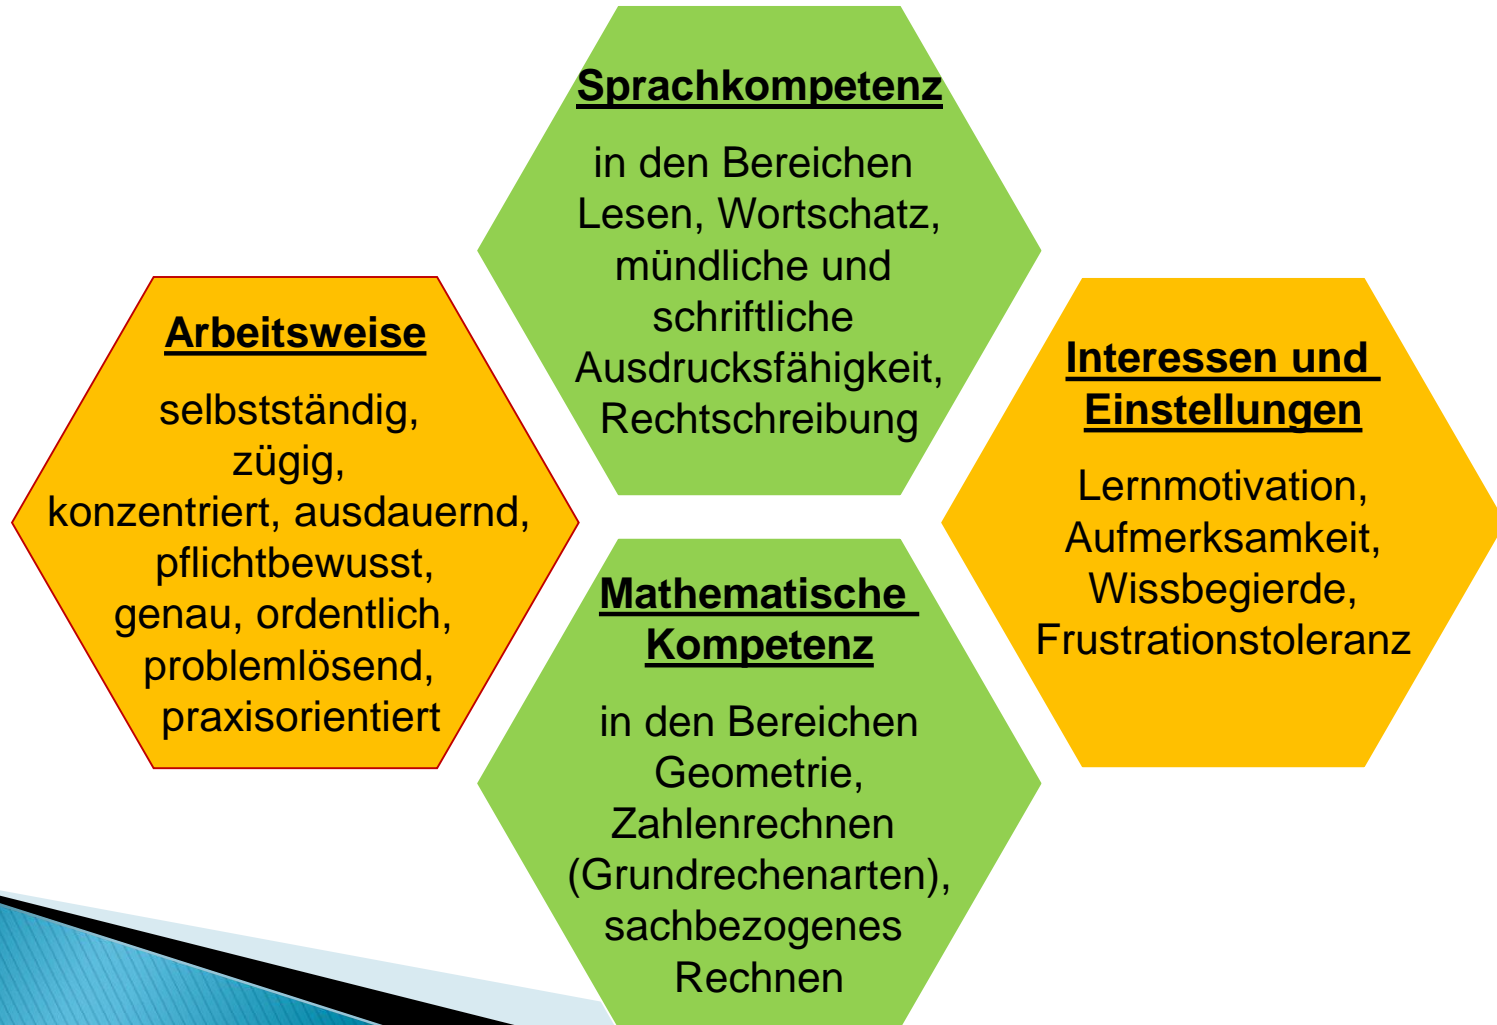 Sprachkompetenz
in den Bereichen
Lesen, Wortschatz,
mündliche und
schriftliche
Ausdrucksfähigkeit,
Rechtschreibung
Arbeitsweise
selbstständig,
zügig,
konzentriert, ausdauernd,
pflichtbewusst,
genau, ordentlich,
problemlösend,
praxisorientiert
Interessen und
Einstellungen
Lernmotivation,
Aufmerksamkeit,
Wissbegierde,
Frustrationstoleranz
Mathematische
Kompetenz
in den Bereichen
Geometrie,
Zahlenrechnen
(Grundrechenarten),
sachbezogenes
Rechnen